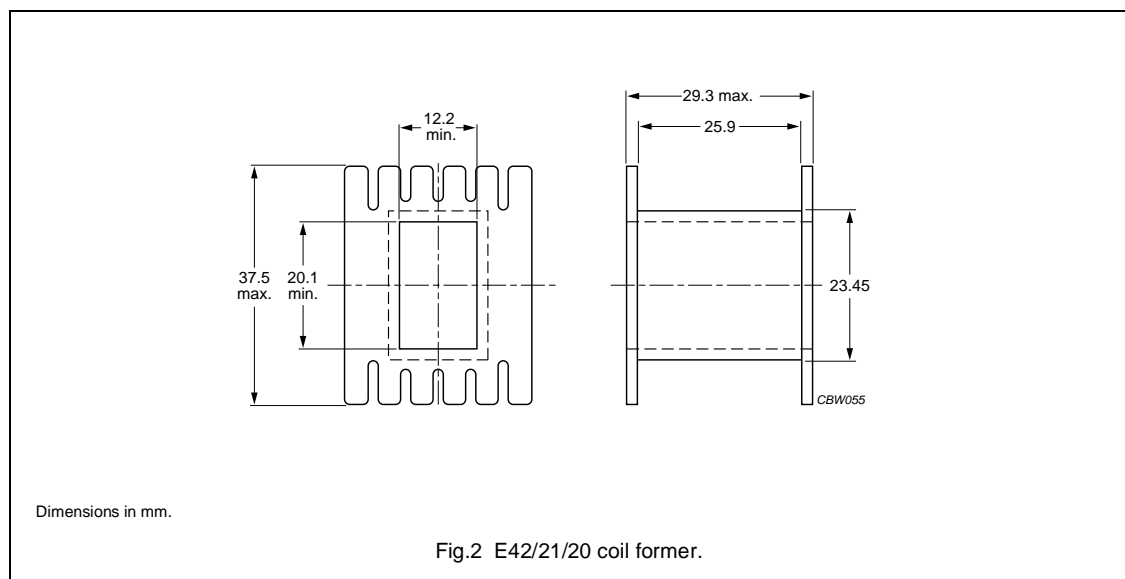 29.3 max.
25.9
12.2
min.
37.5
max.
20.1
min.
23.45
CBW055
Dimensions in mm.
Fig.2 E42/21/20 coil former.